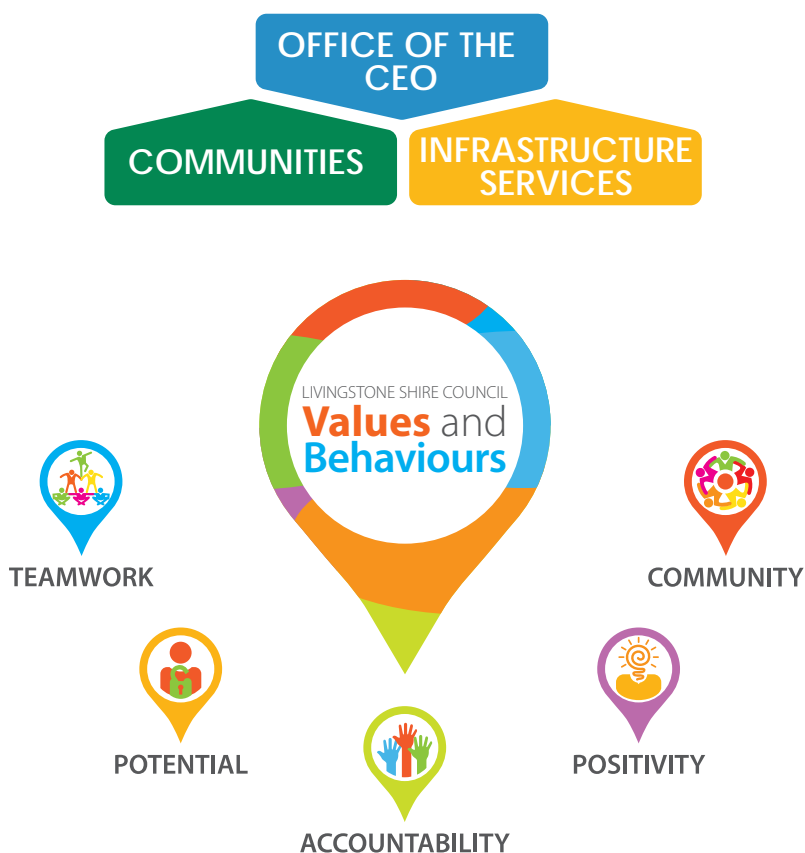 OFFICE OF THE
CEO
COMMUNITIES
INFRASTRUCTURE
SERVICES
LIVINGSTONE SHIRE COUNCIL
Values and
Behaviours
TEAMWORK
COMMUNITY
POTENTIAL
POSITIVITY
ACCOUNTABILITY